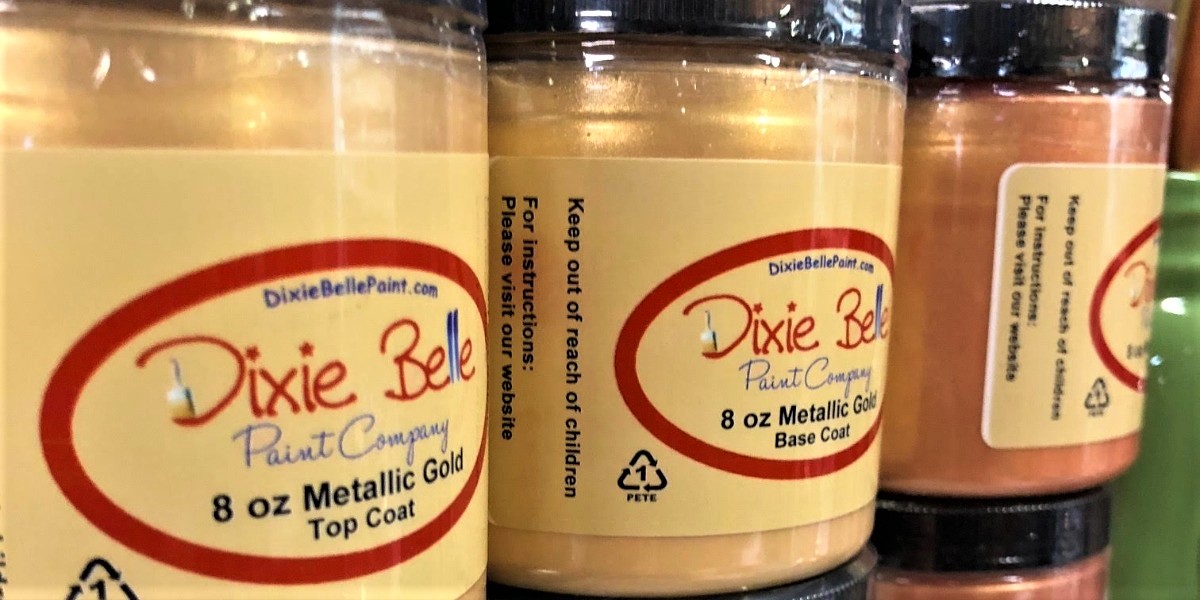 DixieBellePaint.com
Dixie Belle
Paint Company
8 oz Metallic Gold
Top Coat
1
Keep out of reach of children
For instructions:
Please visit our website
DixieBellePaint.com
Dixie Belle
Paint Company
8 oz Metallic Gold
Base Coat
1
PETE
Keep out of reach of children
For instructions:
Please visit our website